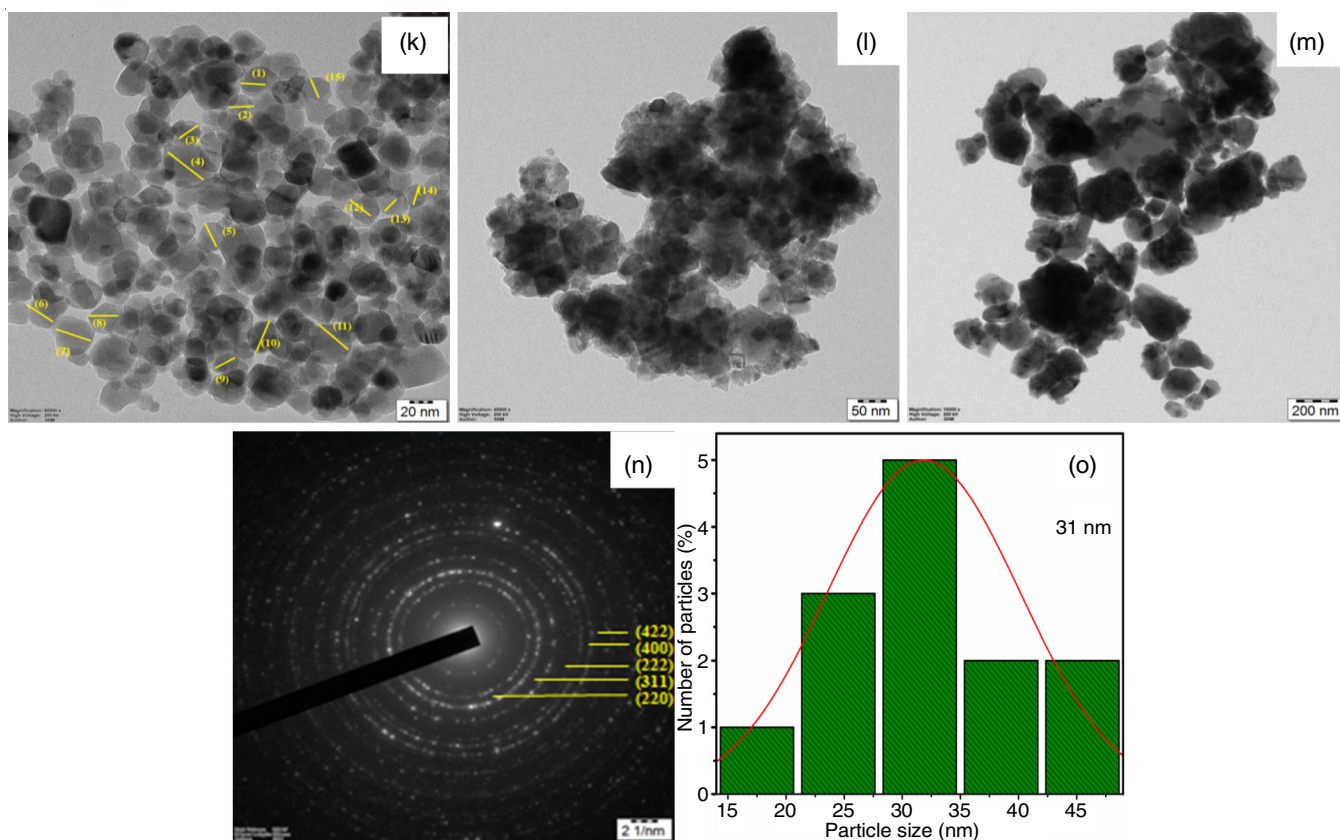 (k)
(1)
(15)
(2)
(3)
(4)
(14)
(12)
(13)
(5)
(6)
(8)
(11)
(7)
(10)
(9)
20 nm
(l)
50 nm
(m)
200 nm
(n)
(422)
(400)
(222)
(311)
(220)
2 1/nm
(o)
31 nm
Number of particles (%)
5
4
3
2
1
0
15 20 25 30 35 40 45
Particle size (nm)